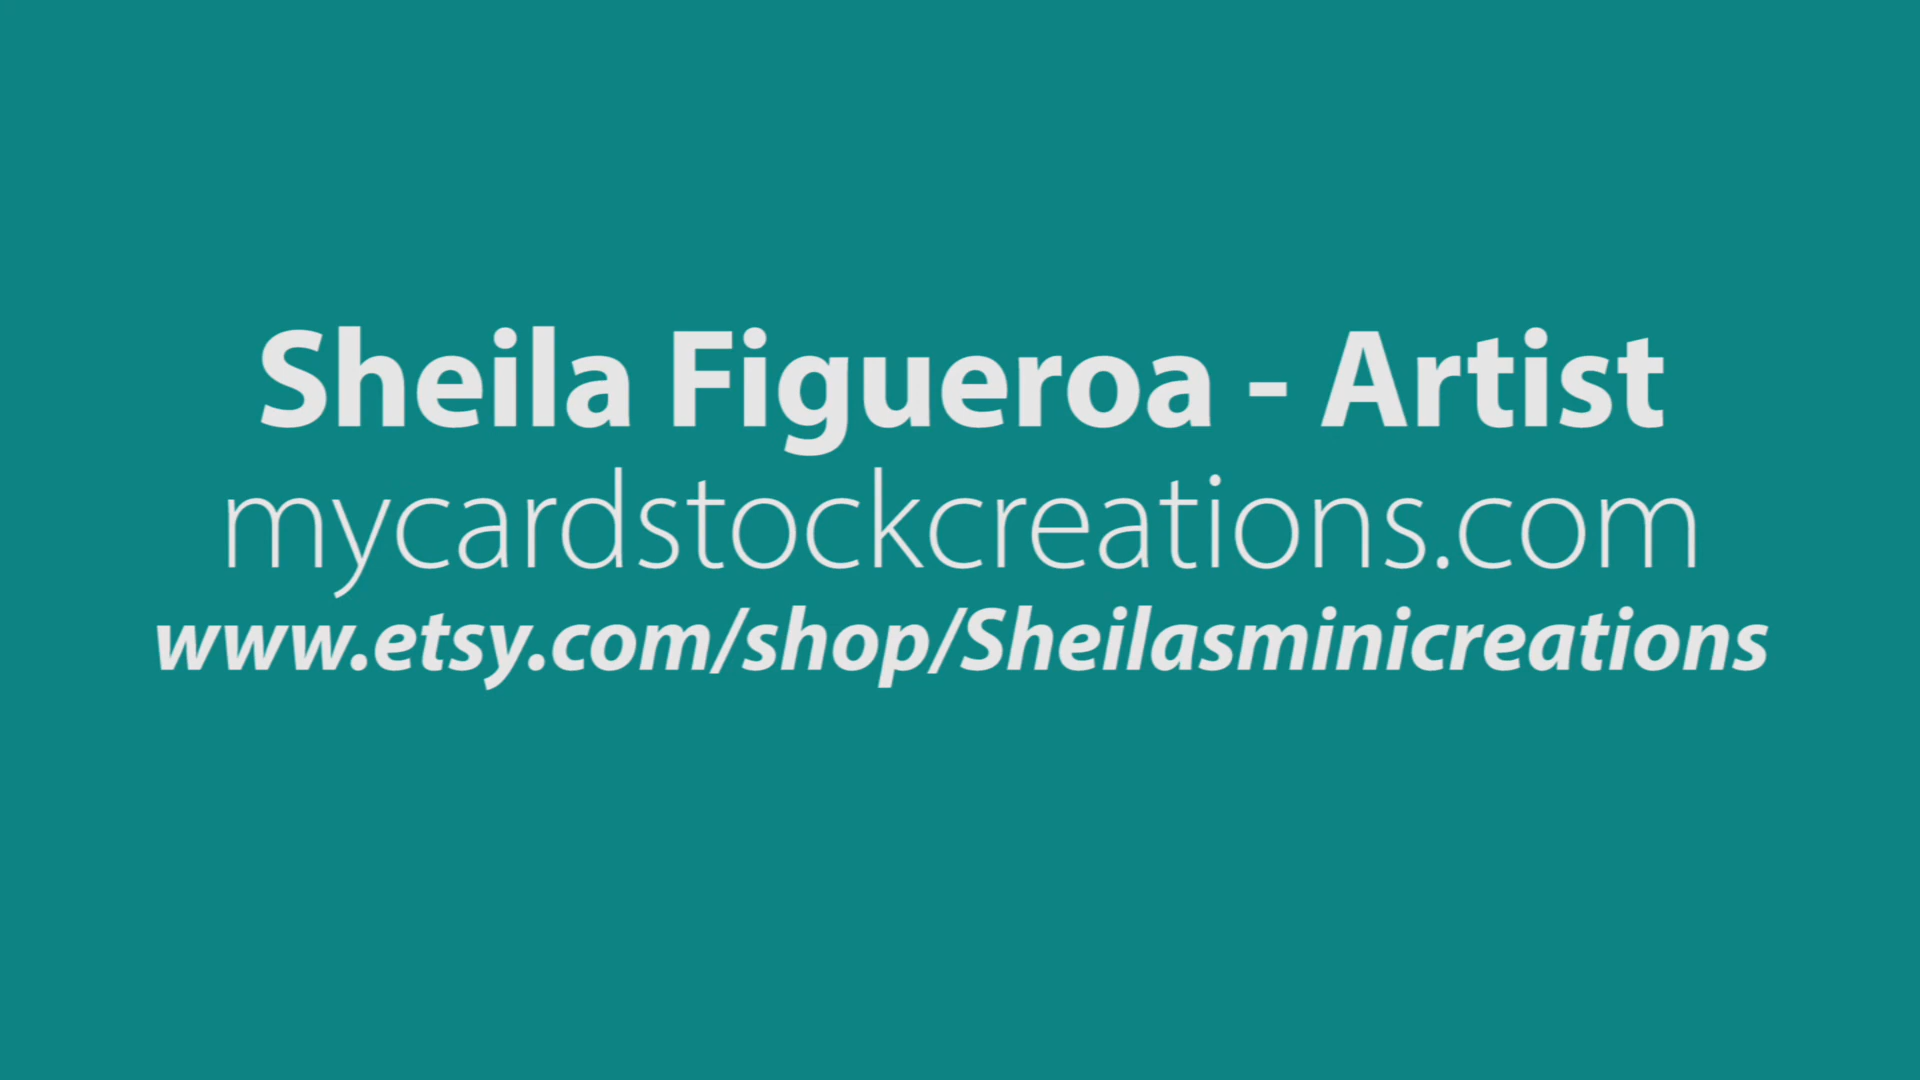 Sheila Figueroa - Artist
mycardstockcreations.com
www.etsy.com/shop/Sheilasminicreations